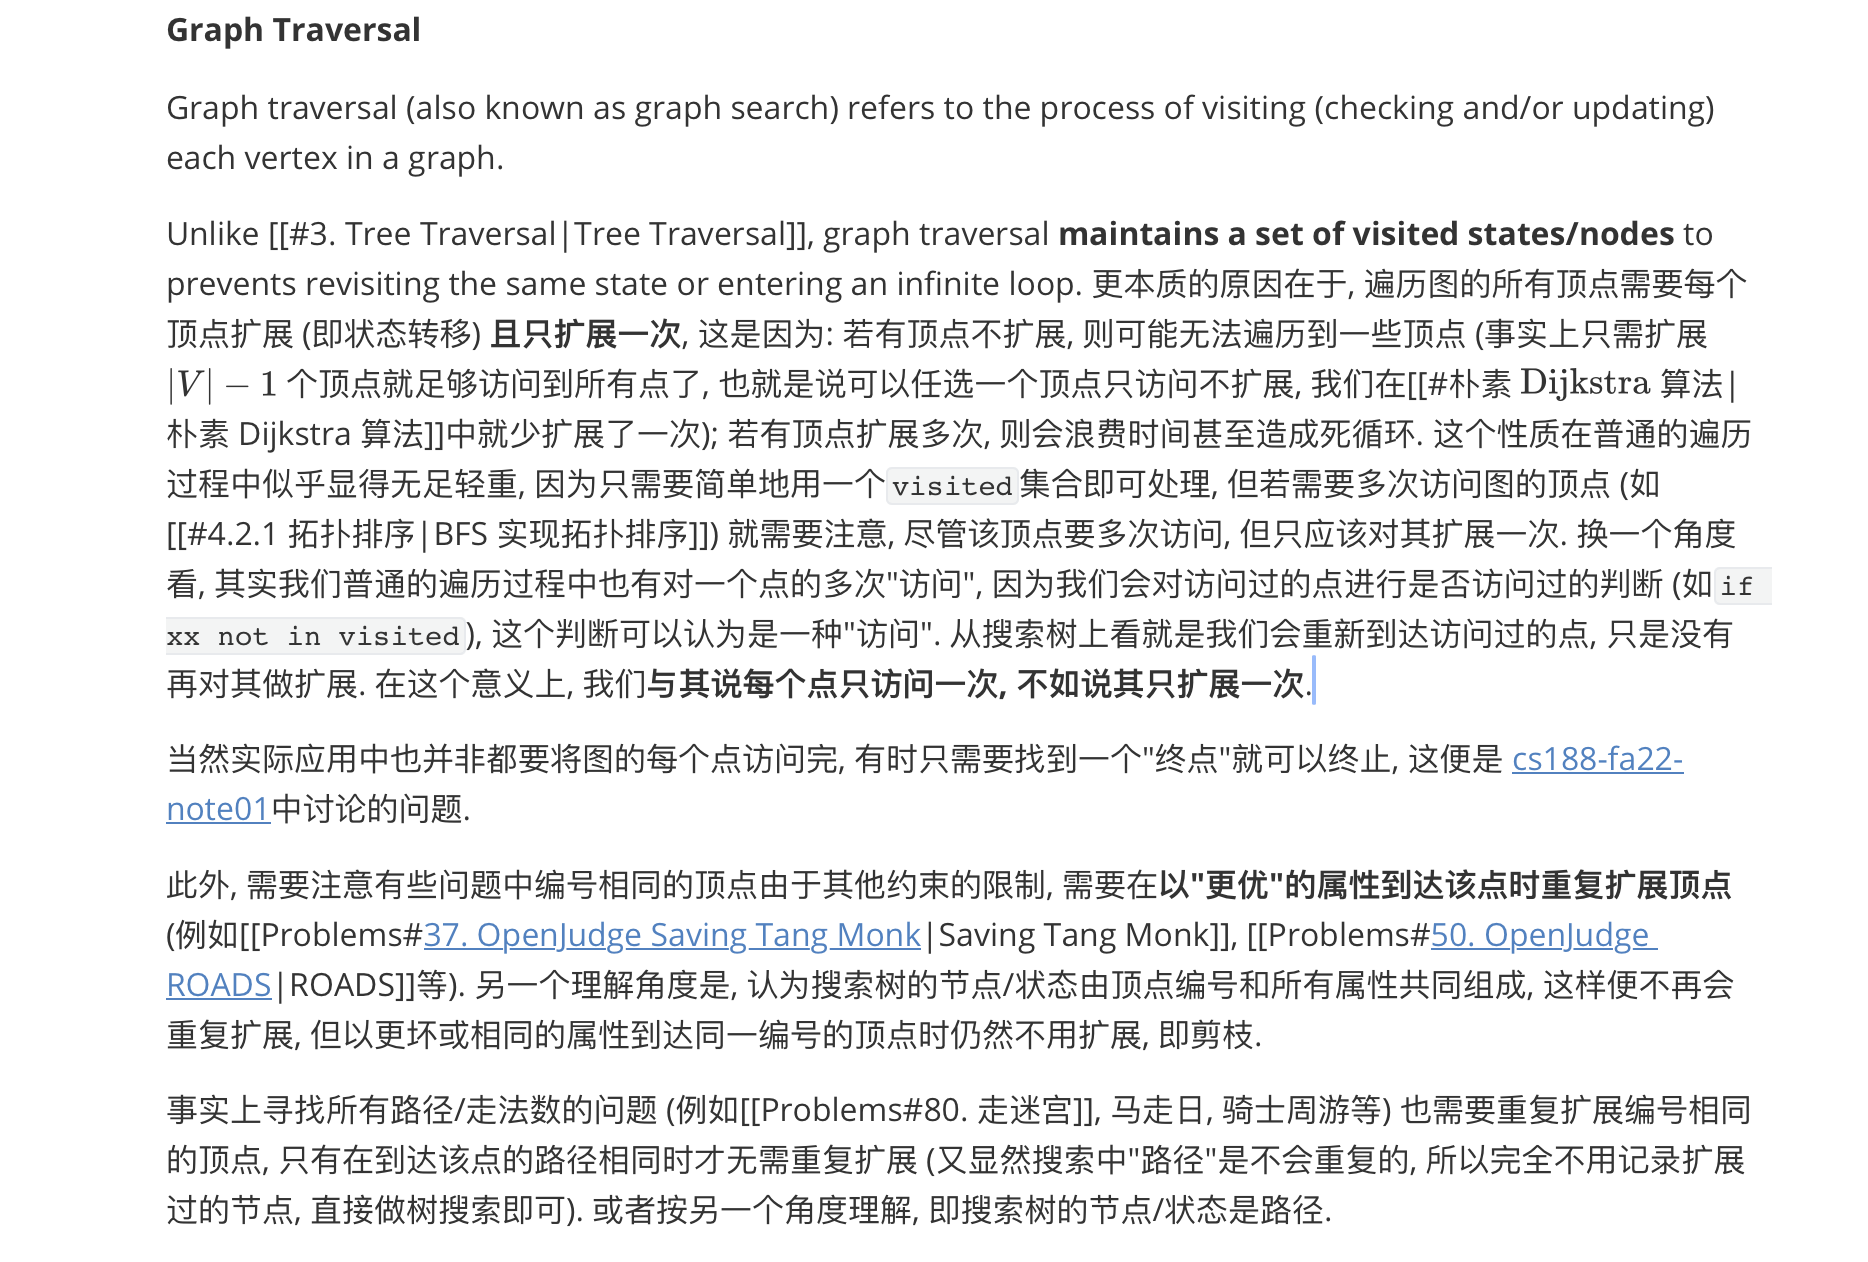 Graph Traversal
Graph traversal (also known as graph search) refers to the process of visiting (checking and/or updating)
each vertex in a graph.
Unlike [[#3. Tree Traversal|Tree Traversal]], graph traversal maintains a set of visited states/nodes to
prevents revisiting the same state or entering an infinite loop. 更本质的原因在于, 遍历图的所有顶点需要每个
顶点扩展 (即状态转移) 且只扩展一次, 这是因为: 若有顶点不扩展, 则可能无法遍历到一些顶点 (事实上只需扩展
|V| − 1 个顶点就足够访问到所有点了, 也就是说可以任选一个顶点只访问不扩展, 我们在[[#朴素 Dijkstra 算法|
朴素 Dijkstra 算法]]中就少扩展了一次); 若有顶点扩展多次, 则会浪费时间甚至造成死循环. 这个性质在普通的遍历
过程中似乎显得无足轻重, 因为只需要简单地用一个visited集合即可处理, 但若需要多次访问图的顶点 (如
[[#4.2.1 拓扑排序|BFS 实现拓扑排序]]) 就需要注意, 尽管该顶点要多次访问, 但只应该对其扩展一次. 换一个角度
看, 其实我们普通的遍历过程中也有对一个点的多次"访问", 因为我们会对访问过的点进行是否访问过的判断 (如if
xx not in visited), 这个判断可以认为是一种"访问". 从搜索树上看就是我们会重新到达访问过的点, 只是没有
再对其做扩展. 在这个意义上, 我们与其说每个点只访问一次, 不如说其只扩展一次.
当然实际应用中也并非都要将图的每个点访问完, 有时只需要找到一个"终点"就可以终止, 这便是 cs188-fa22-
note01中讨论的问题.
此外, 需要注意有些问题中编号相同的顶点由于其他约束的限制, 需要在以"更优"的属性到达该点时重复扩展顶点
(例如[[Problems#37. OpenJudge Saving Tang Monk|Saving Tang Monk]], [[Problems#50. OpenJudge
ROADS|ROADS]]等). 另一个理解角度是, 认为搜索树的节点/状态由顶点编号和所有属性共同组成, 这样便不再会
重复扩展, 但以更坏或相同的属性到达同一编号的顶点时仍然不用扩展, 即剪枝.
事实上寻找所有路径/走法数的问题 (例如[[Problems#80. 走迷宫]], 马走日, 骑士周游等) 也需要重复扩展编号相同
的顶点, 只有在到达该点的路径相同时才无需重复扩展 (又显然搜索中"路径"是不会重复的, 所以完全不用记录扩展
过的节点, 直接做树搜索即可). 或者按另一个角度理解, 即搜索树的节点/状态是路径.